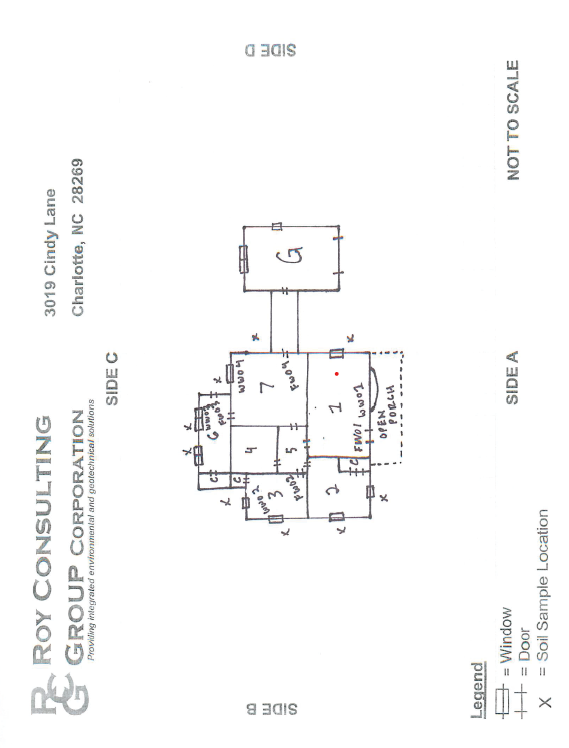 RCG ROY CONSULTING
GROUP CORPORATION
Providing integrated environmental and geotechnical solutions
3019 Cindy Lane
Charlotte, NC 28269
SIDE C
SIDE B
SIDE D
C
C
6 WW03
FW03
4
5
7
WW04
FW04
G
WW02
3
FW02
2
C
1
FW01 WW01
OPEN
PORCH
X
X
X
X
X
X
X
X
X
SIDE A
NOT TO SCALE
Legend
= Window
= Door
X = Soil Sample Location